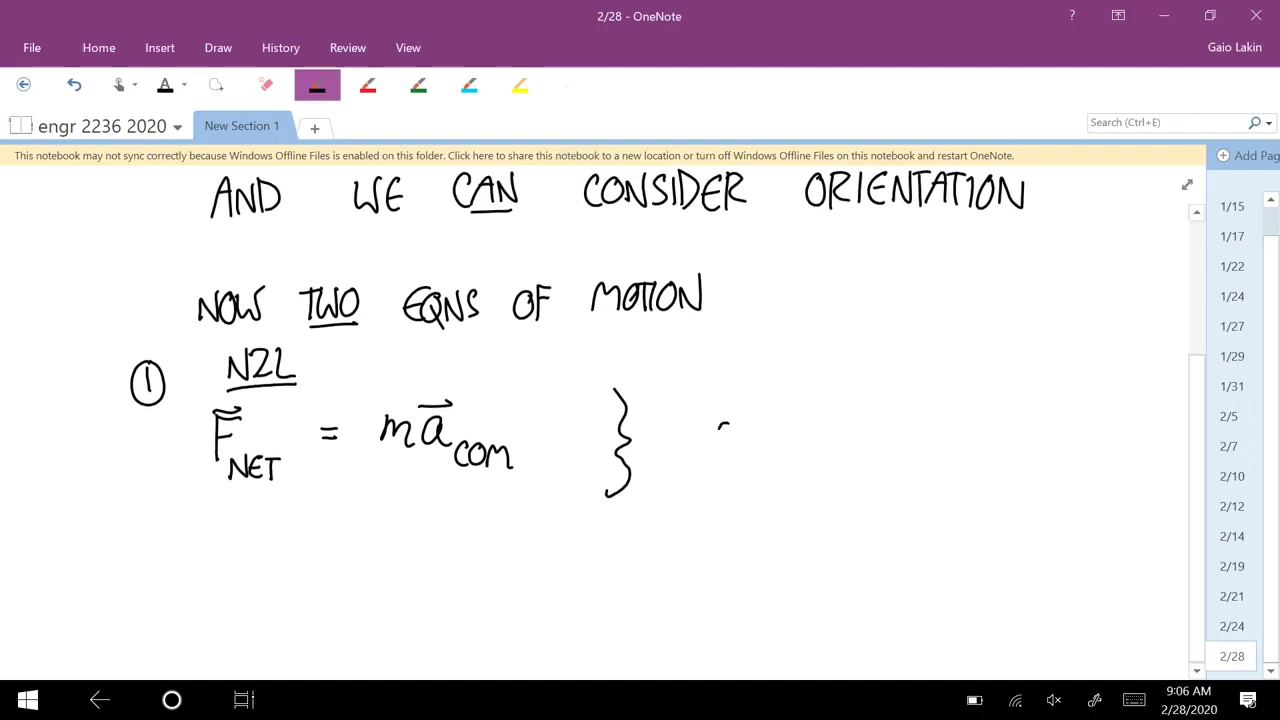 2/28 - OneNote
?
File Home Insert Draw History Review View
Gaio Lakin
engr 2236 2020
New Section 1
Search (Ctrl+E)
This notebook may not sync correctly because Windows Offline Files is enabled on this folder. Click here to share this notebook to a new location or turn off Windows Offline Files on this notebook and restart OneNote.
Add Pag
AND WE CAN CONSIDER ORIENTATION
NOW TWO EQNS OF MOTION
① N2L
F⃗NET = ma⃗COM }
1/15
1/17
1/22
1/24
1/27
1/29
1/31
2/5
2/7
2/10
2/12
2/14
2/19
2/21
2/24
2/28
9:06 AM
2/28/2020